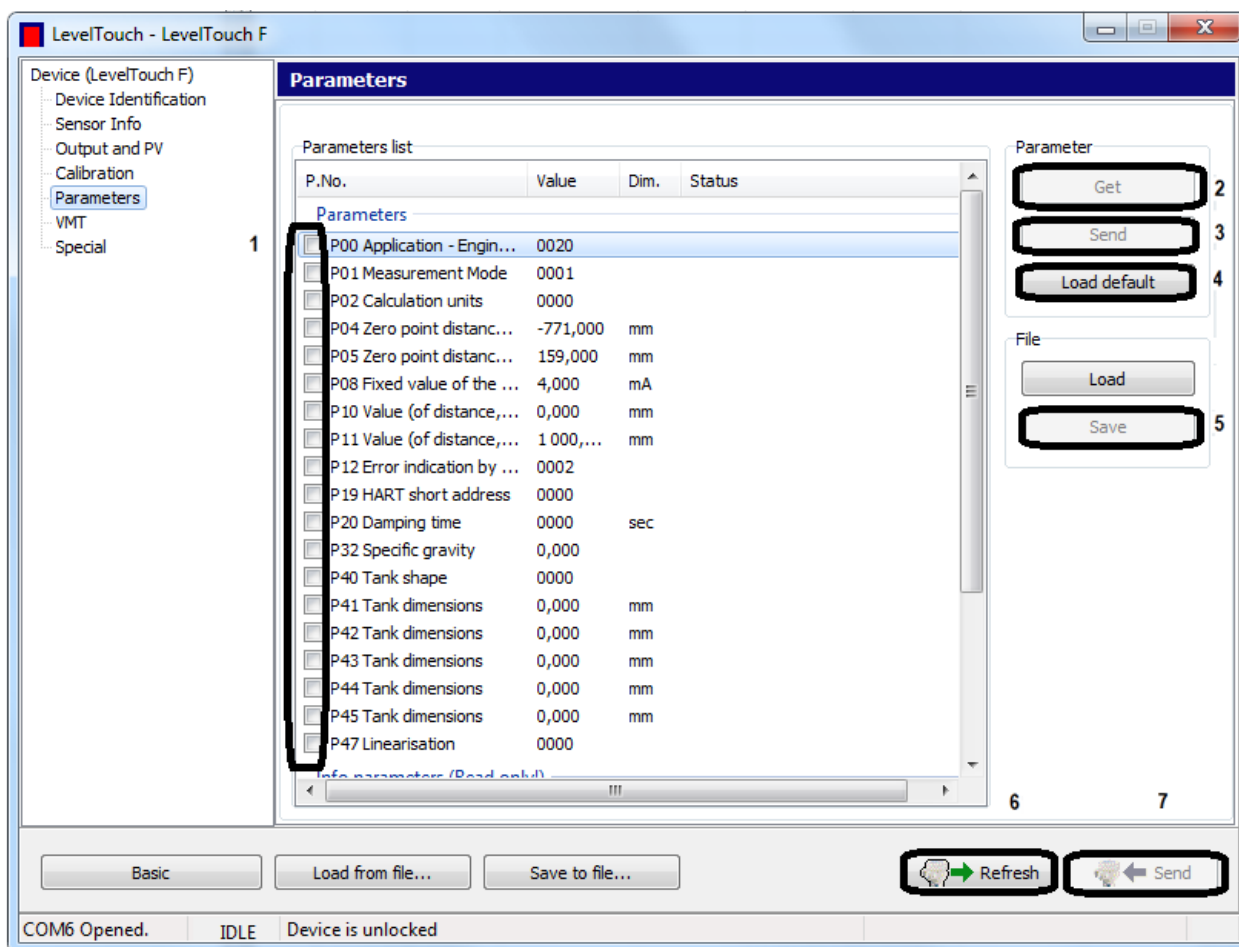 LevelTouch - LevelTouch F
Device (LevelTouch F)
Device Identification
Sensor Info
Output and PV
Calibration
Parameters
VMT
Special
1
Parameters
Parameters list
P.No. Value Dim. Status
Parameters
P00 Application - Engin... 0020
P01 Measurement Mode 0001
P02 Calculation units 0000
P04 Zero point distanc... -771,000 mm
P05 Zero point distanc... 159,000 mm
P08 Fixed value of the ... 4,000 mA
P10 Value (of distance,... 0,000 mm
P11 Value (of distance,... 1 000,... mm
P12 Error indication by ... 0002
P19 HART short address 0000
P20 Damping time 0000 sec
P32 Specific gravity 0,000
P40 Tank shape 0000
P41 Tank dimensions 0,000 mm
P42 Tank dimensions 0,000 mm
P43 Tank dimensions 0,000 mm
P44 Tank dimensions 0,000 mm
P45 Tank dimensions 0,000 mm
P47 Linearisation 0000
Info parameters (Read only!)
Parameter
Get 2
Send 3
Load default 4
File
Load
Save 5
6 7
Basic Load from file... Save to file... Refresh Send
COM6 Opened. IDLE Device is unlocked